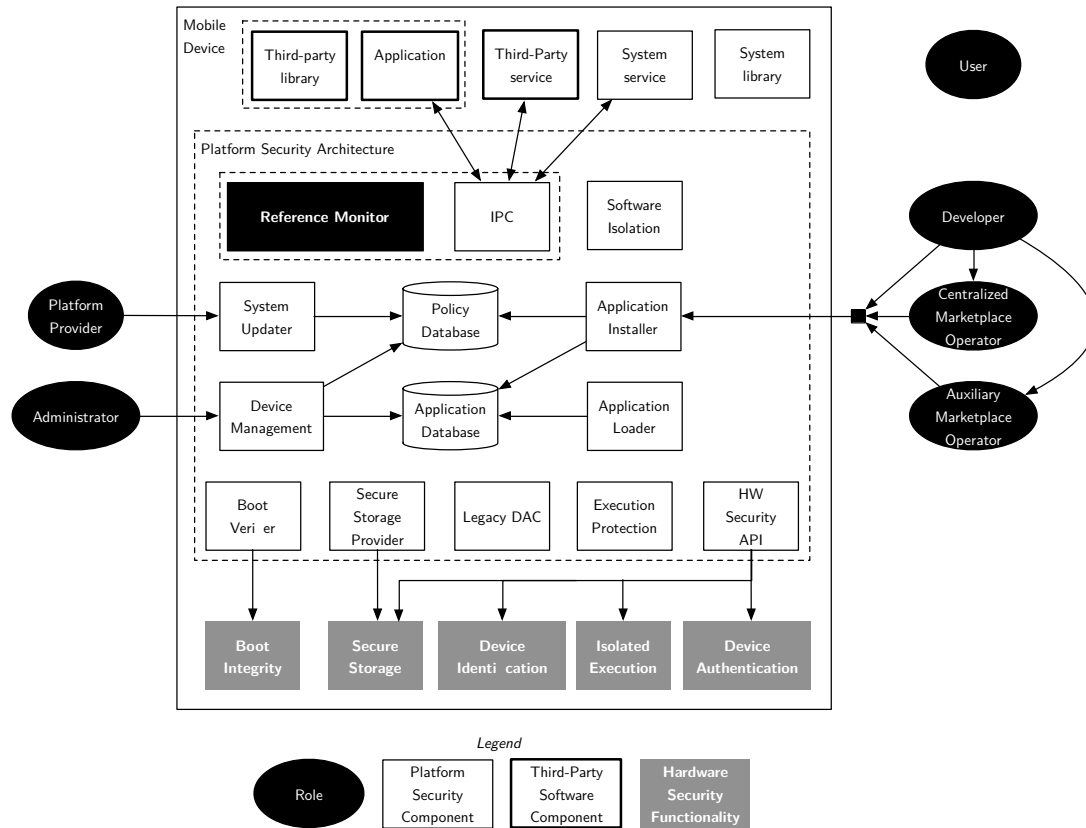 Mobile
Device
Third-party
library
Application
Third-Party
service
System
service
System
library
User
Platform Security Architecture
Reference Monitor
IPC
Software
Isolation
Developer
Platform
Provider
System
Updater
Policy
Database
Application
Installer
Centralized
Marketplace
Operator
Administrator
Device
Management
Application
Database
Application
Loader
Auxiliary
Marketplace
Operator
Boot
Veri er
Secure
Storage
Provider
Legacy DAC
Execution
Protection
HW
Security
API
Boot
Integrity
Secure
Storage
Device
Identi cation
Isolated
Execution
Device
Authentication
Legend
Role
Platform
Security
Component
Third-Party
Software
Component
Hardware
Security
Functionality